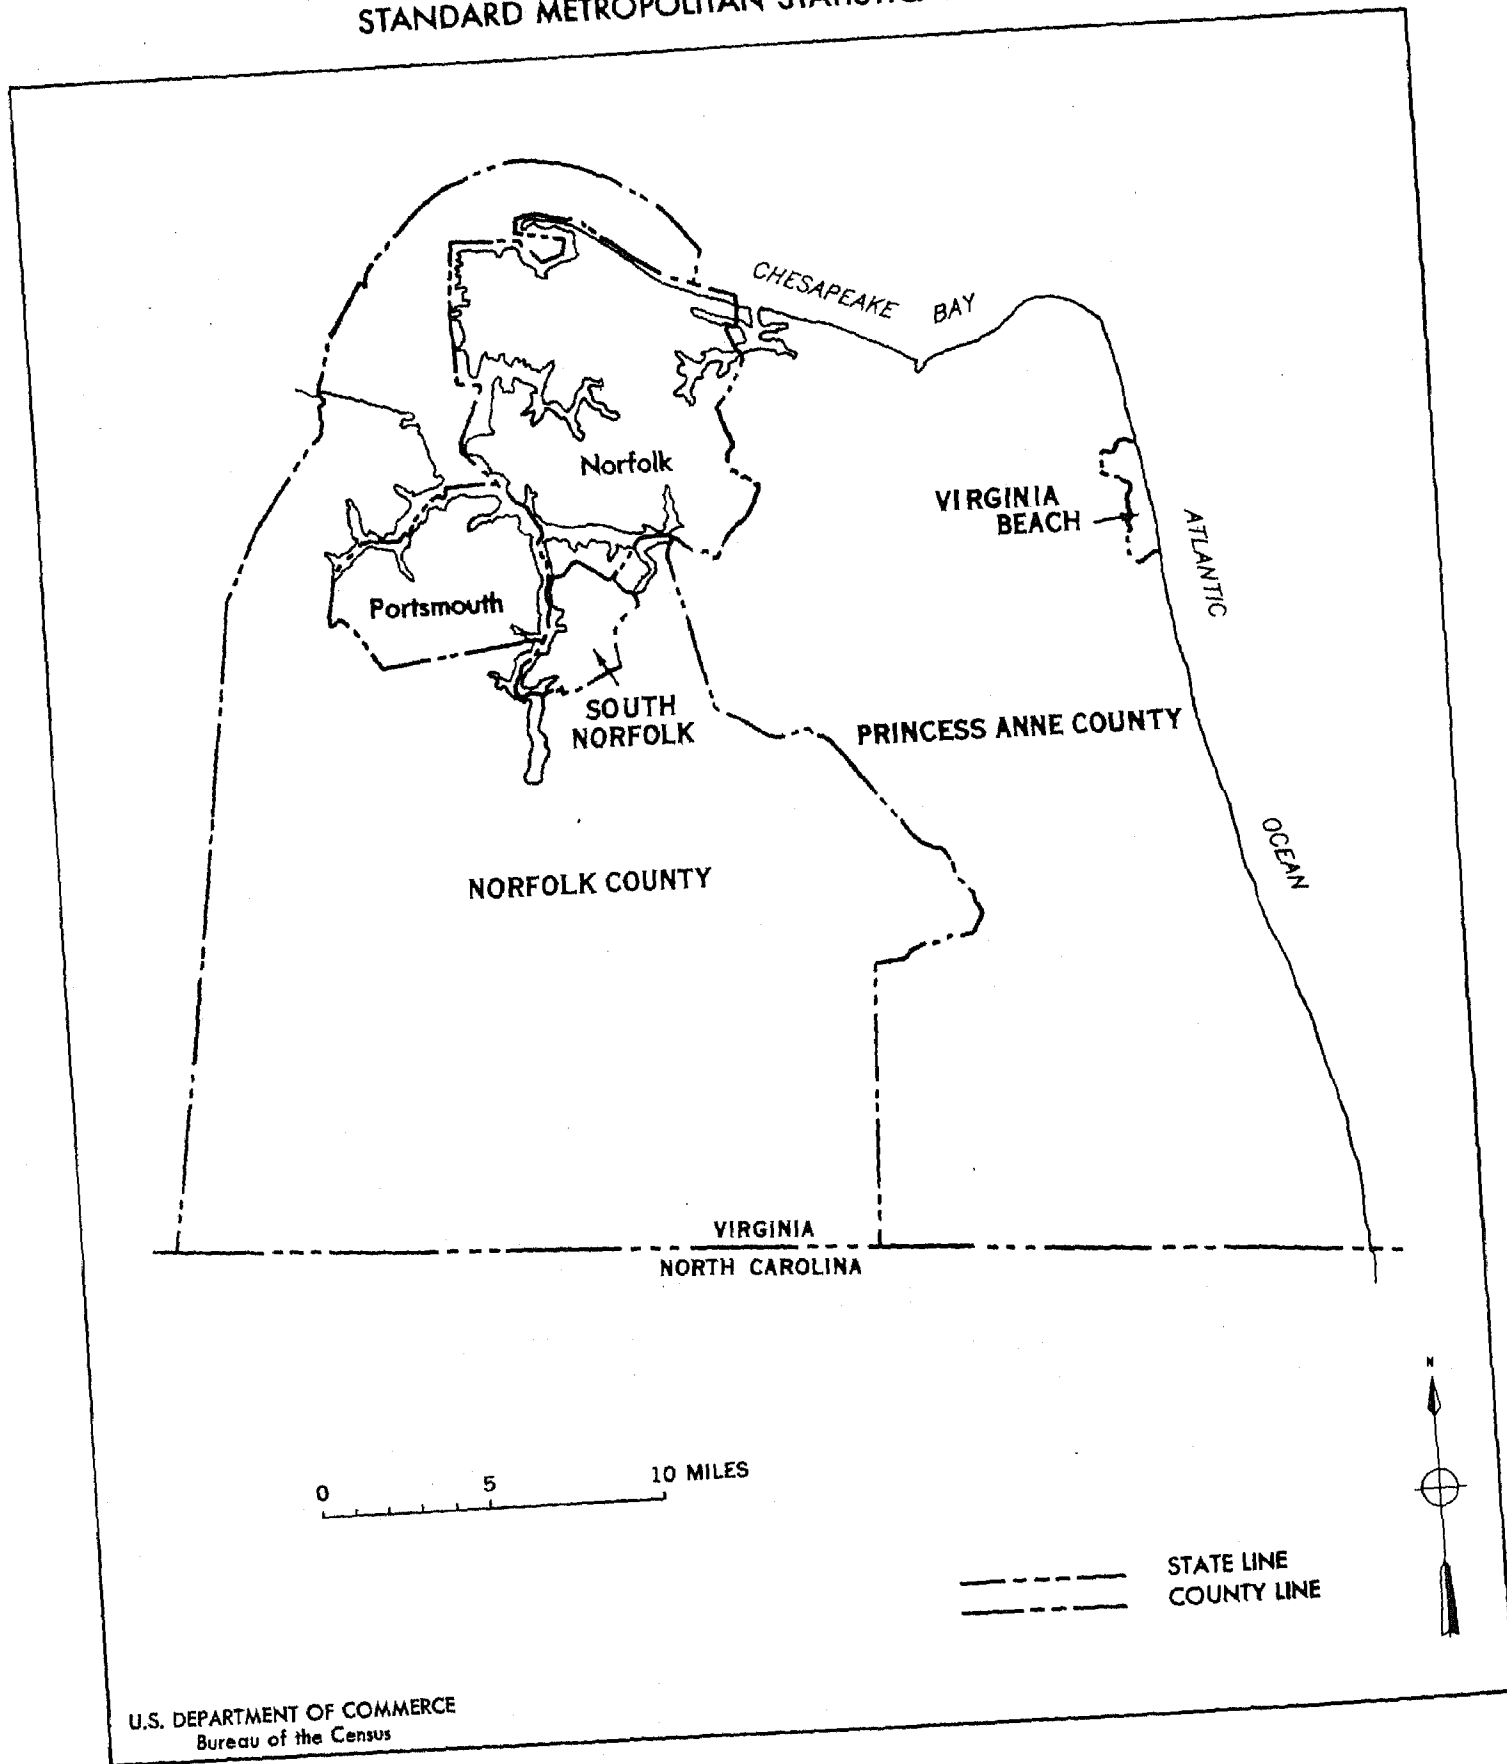 STANDARD METROPOLITAN
CHESAPEAKE BAY
Norfolk
VIRGINIA
BEACH
ATLANTIC
Portsmouth
SOUTH
NORFOLK
PRINCESS ANNE COUNTY
OCEAN
NORFOLK COUNTY
VIRGINIA
NORTH CAROLINA
N
0 5 10 MILES
STATE LINE
COUNTY LINE
U.S. DEPARTMENT OF COMMERCE
Bureau of the Census